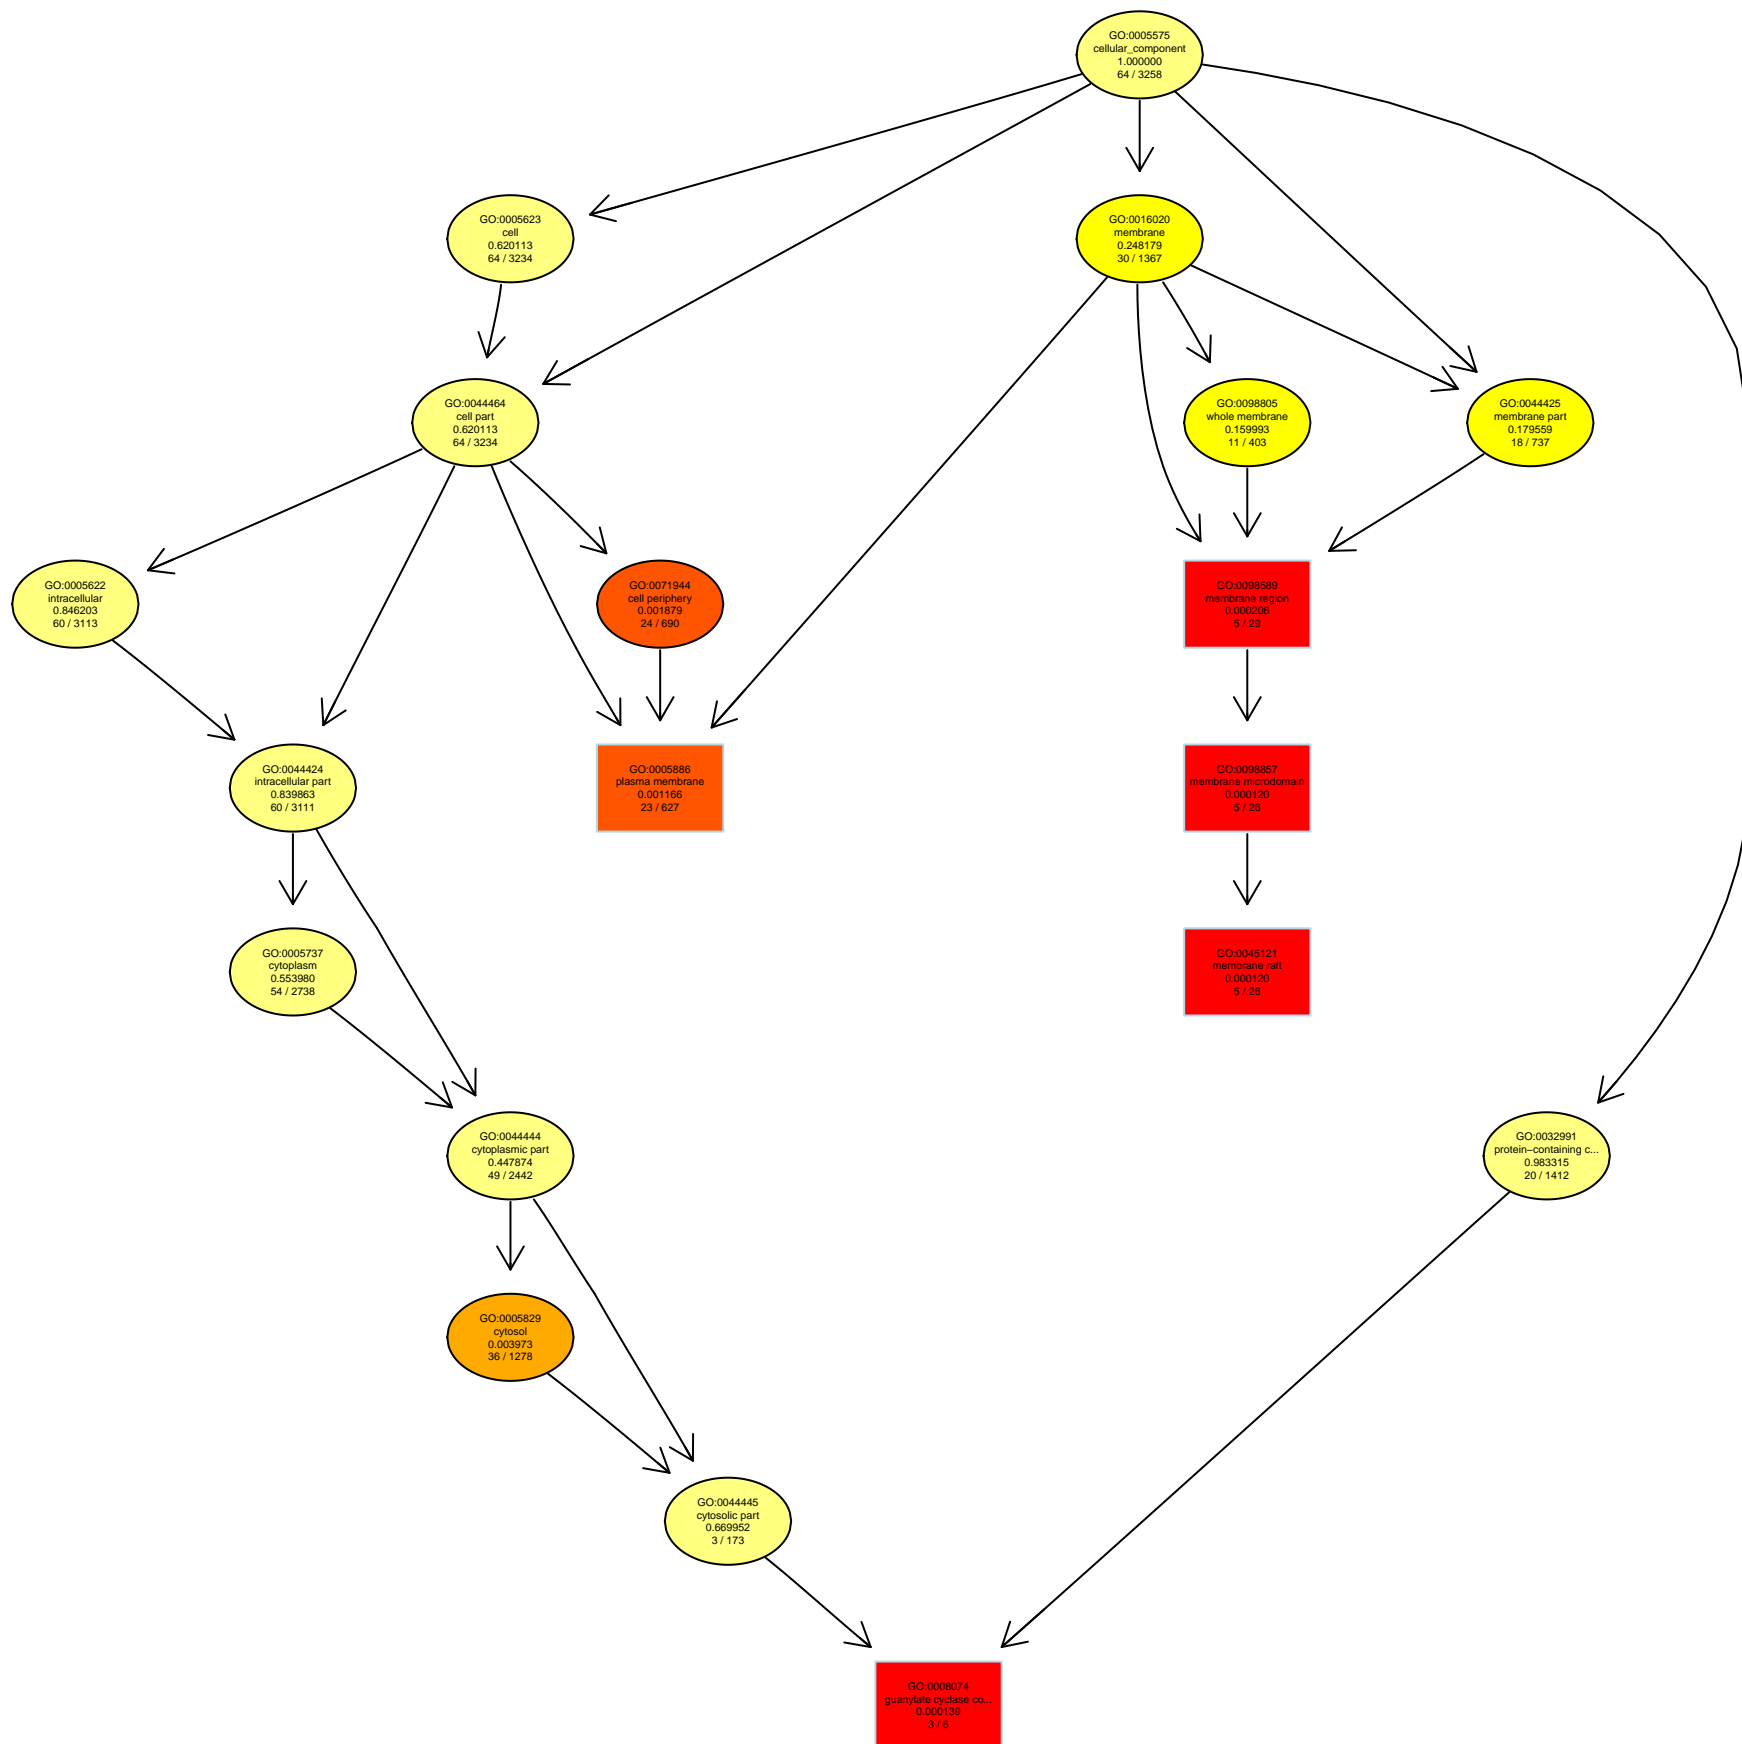 GO:0005575
cellular_component
1.000000
64 / 3258
GO:0005623
cell
0.620113
64 / 3234
GO:0016020
membrane
0.248179
30 / 1367
GO:0044464
cell part
0.620113
64 / 3234
GO:0098805
whole membrane
0.159993
11 / 403
GO:0044425
membrane part
0.179559
18 / 737
GO:0005622
intracellular
0.846203
60 / 3113
GO:0071944
cell periphery
0.001879
24 / 690
GO:0098589
membrane region
0.000206
5 / 29
GO:0044424
intracellular part
0.839863
60 / 3111
GO:0005886
plasma membrane
0.001166
23 / 627
GO:0098857
membrane microdomain
0.000120
5 / 26
GO:0005737
cytoplasm
0.553980
54 / 2738
GO:0045121
membrane raft
0.000120
5 / 26
GO:0044444
cytoplasmic part
0.447874
49 / 2442
GO:0032991
protein−containing c...
0.983315
20 / 1412
GO:0005829
cytosol
0.003973
36 / 1278
GO:0044445
cytosolic part
0.669952
3 / 173
GO:0008074
guanylate cyclase co...
0.000139
3 / 6